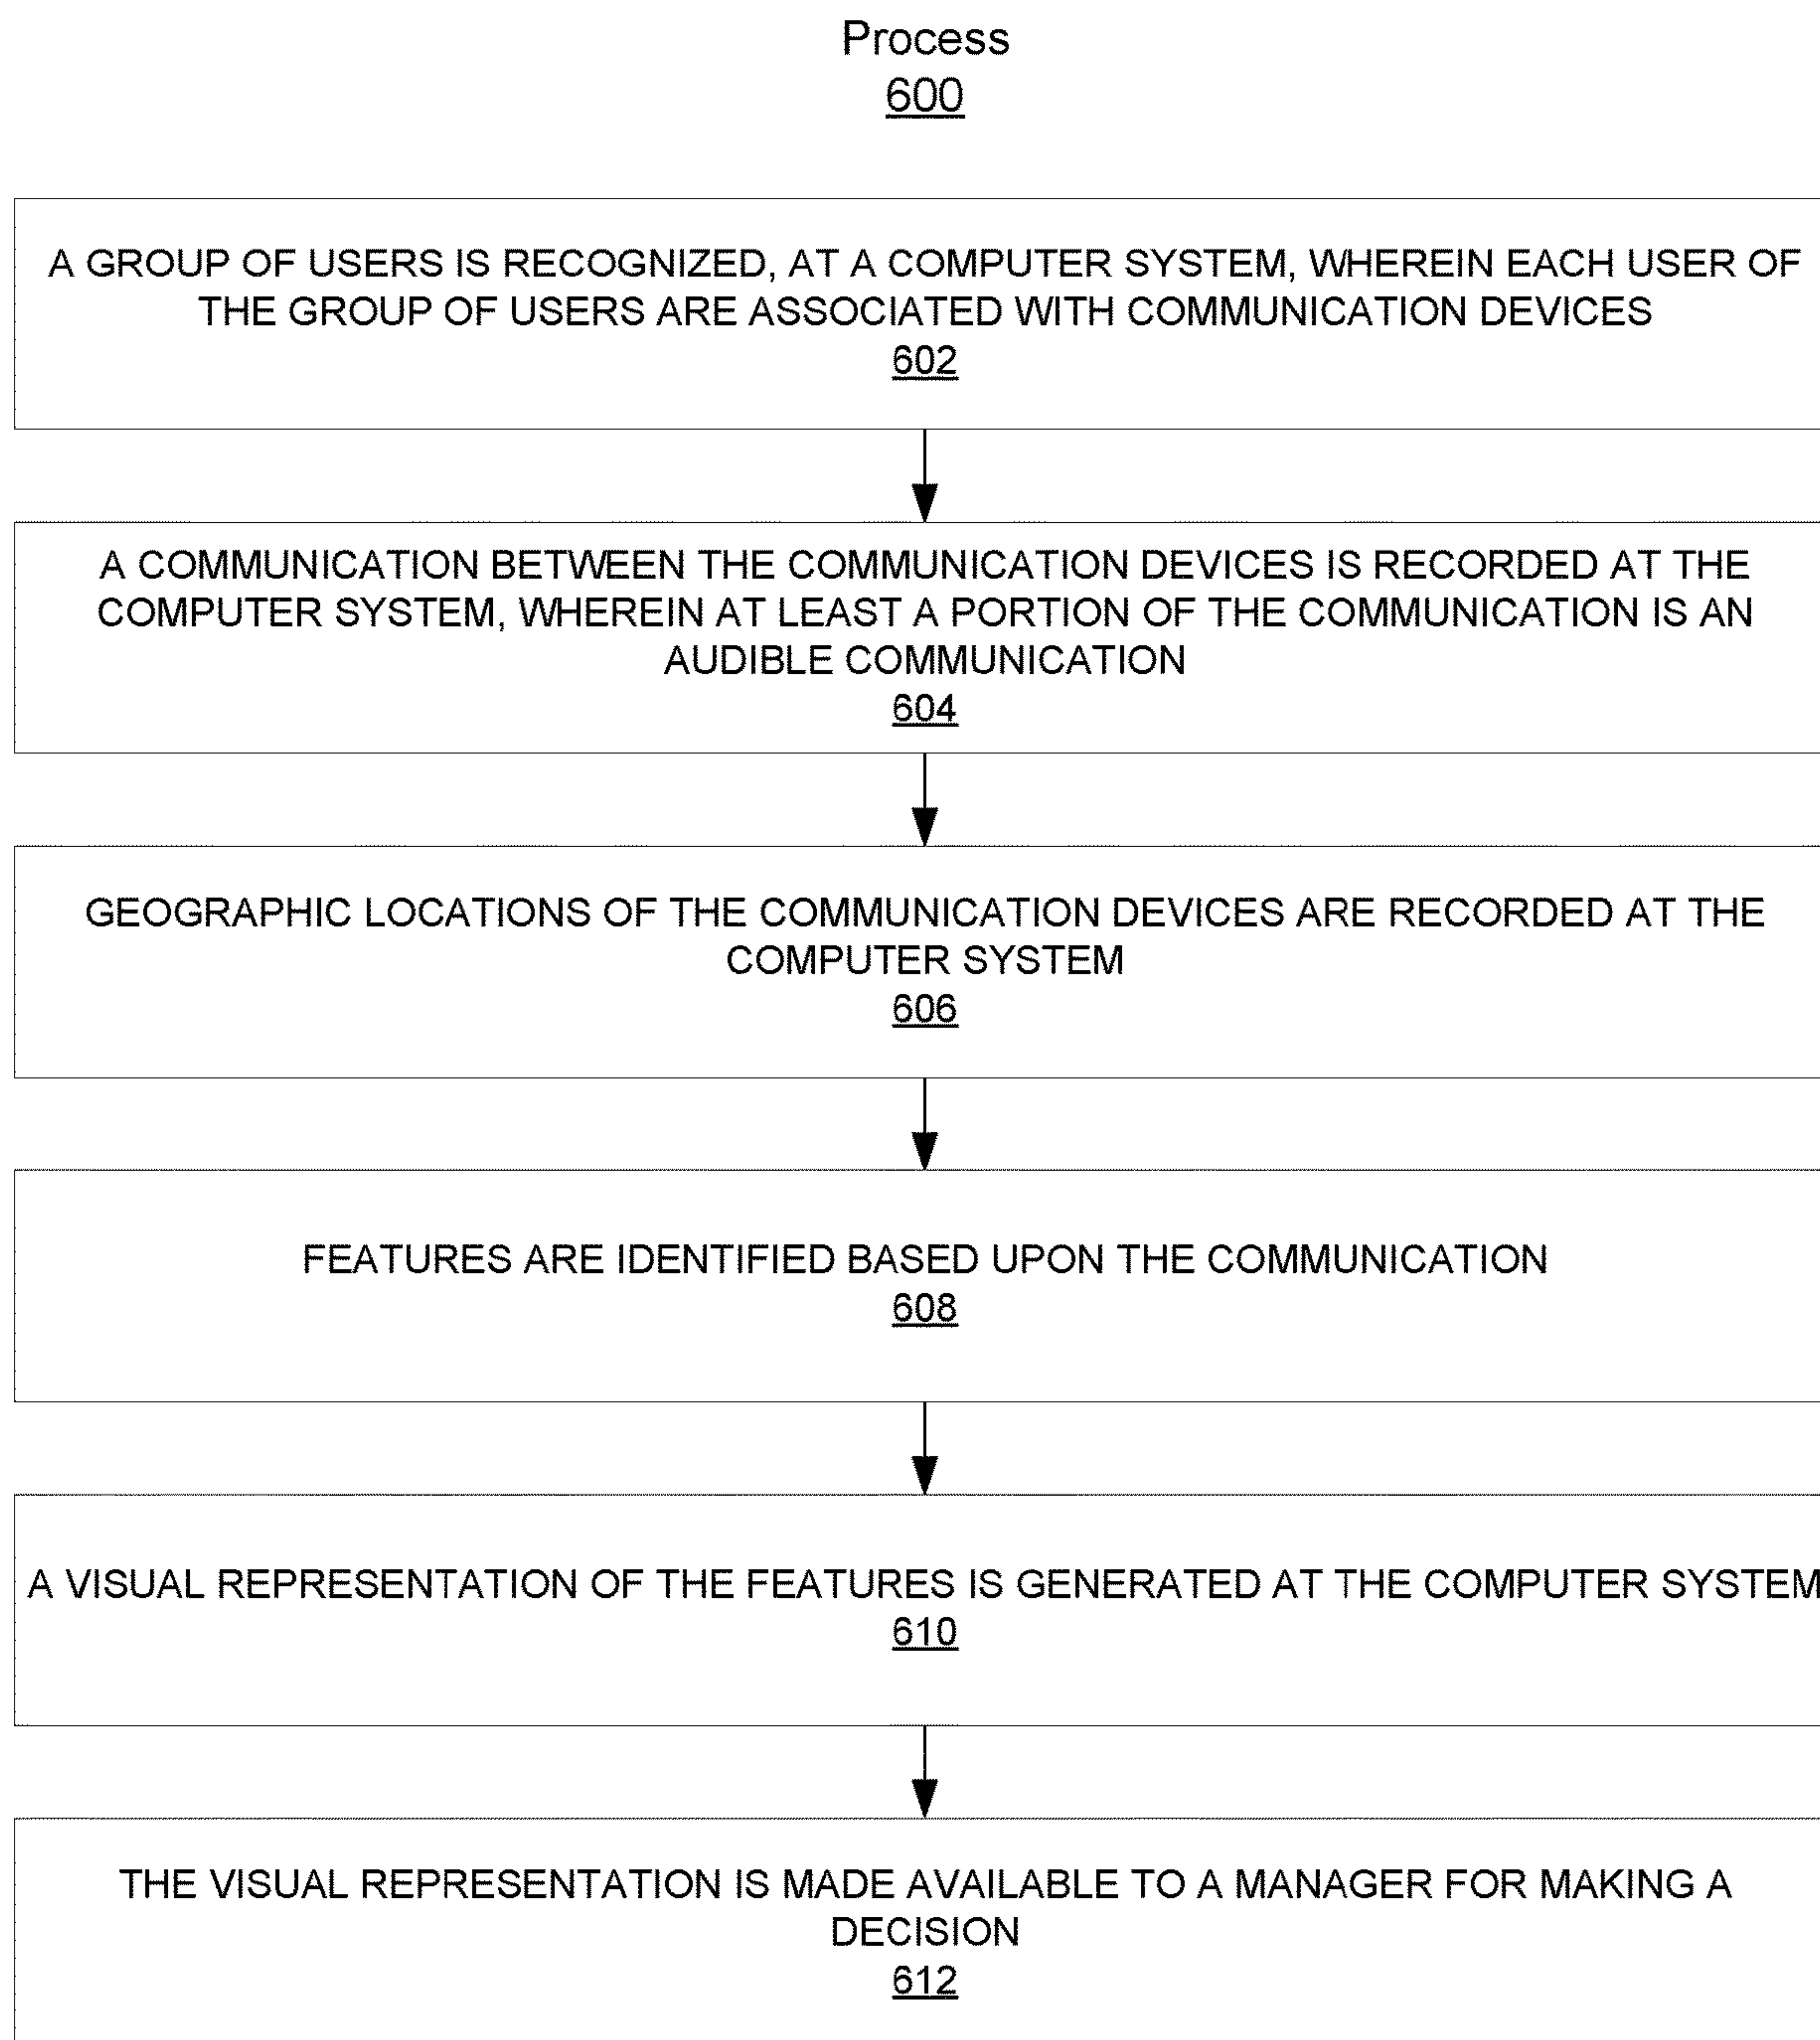 Process
600
A GROUP OF USERS IS RECOGNIZED, AT A COMPUTER SYSTEM, WHEREIN EACH USER OF
THE GROUP OF USERS ARE ASSOCIATED WITH COMMUNICATION DEVICES
602
A COMMUNICATION BETWEEN THE COMMUNICATION DEVICES IS RECORDED AT THE
COMPUTER SYSTEM, WHEREIN AT LEAST A PORTION OF THE COMMUNICATION IS AN
AUDIBLE COMMUNICATION
604
GEOGRAPHIC LOCATIONS OF THE COMMUNICATION DEVICES ARE RECORDED AT THE
COMPUTER SYSTEM
606
FEATURES ARE IDENTIFIED BASED UPON THE COMMUNICATION
608
A VISUAL REPRESENTATION OF THE FEATURES IS GENERATED AT THE COMPUTER SYSTEM
610
THE VISUAL REPRESENTATION IS MADE AVAILABLE TO A MANAGER FOR MAKING A
DECISION
612